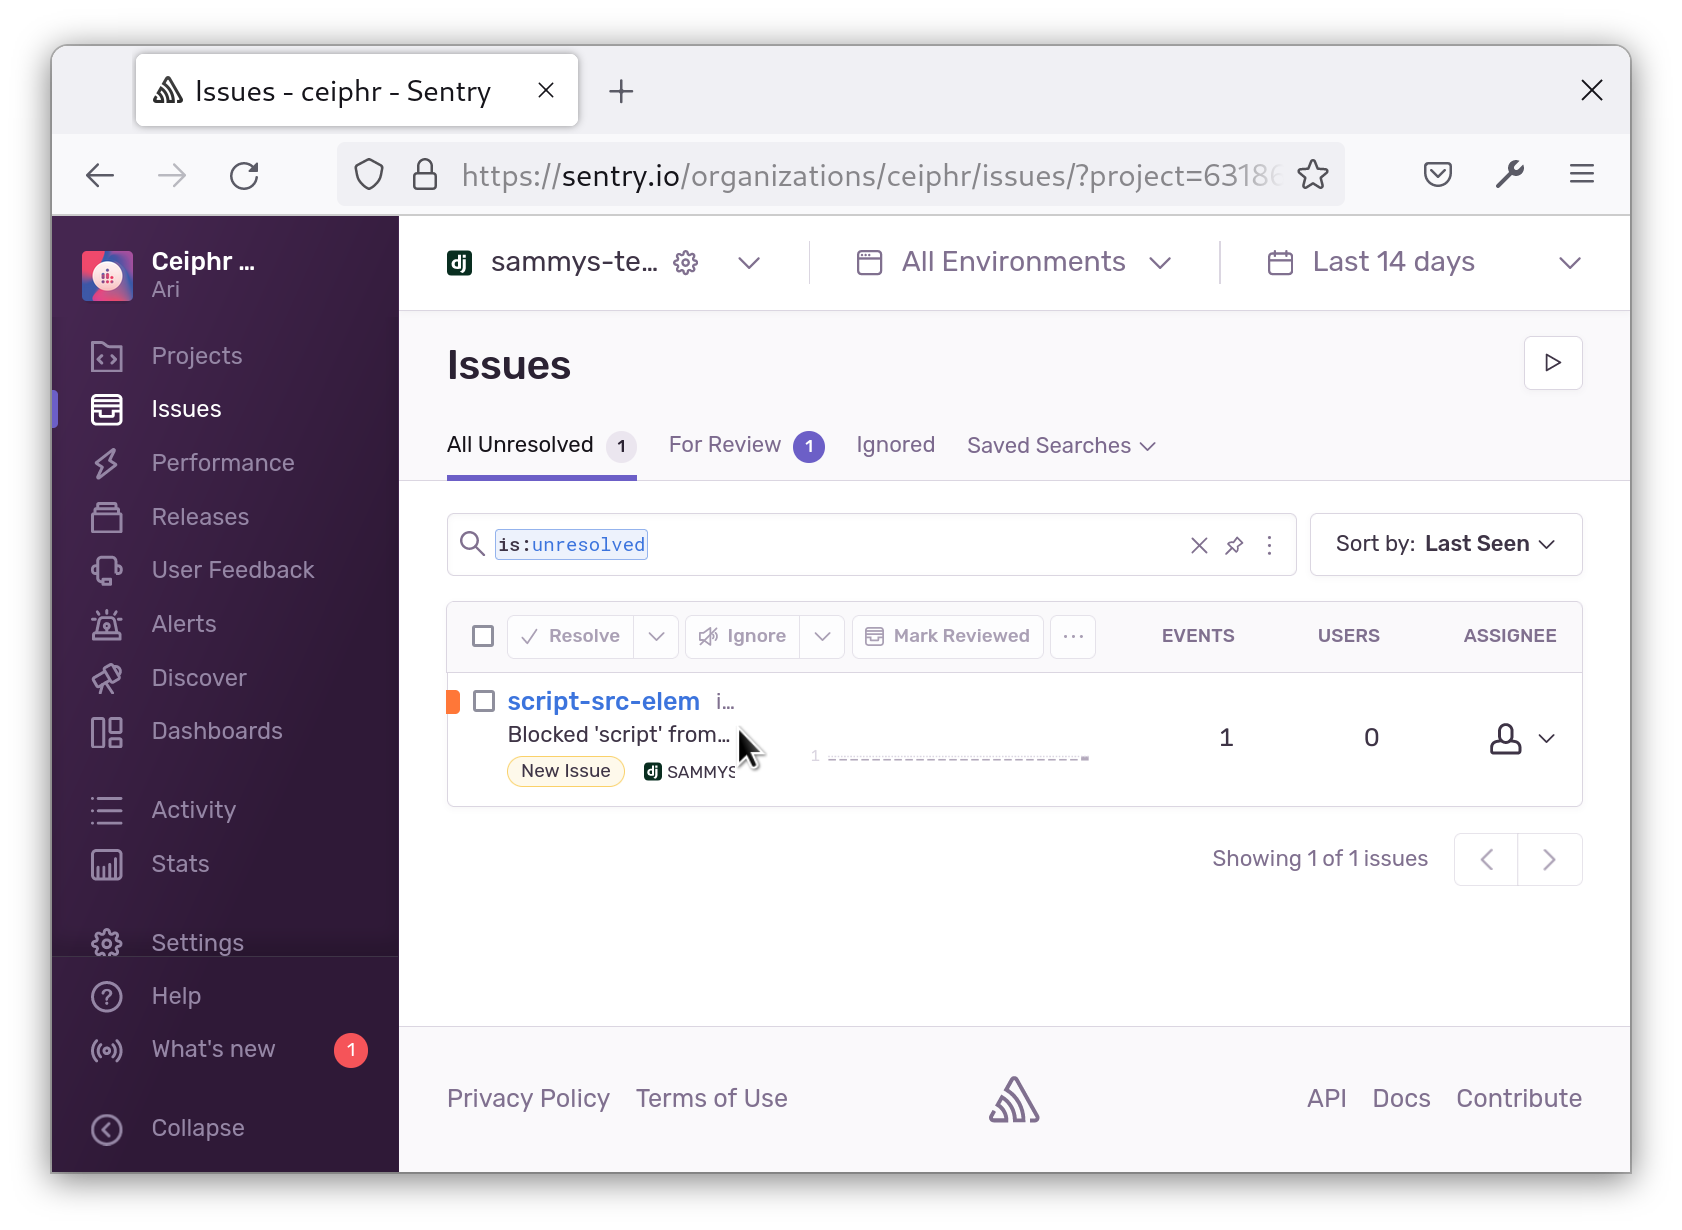 Issues - ceiphr - Sentry
https://sentry.io/organizations/ceiphr/issues/?project=6318
Ceiphr ...
Ari
Projects
Issues
Performance
Releases
User Feedback
Alerts
Discover
Dashboards
Activity
Stats
Settings
Help
What's new 1
Collapse
dj sammys-te... All Environments Last 14 days
Issues
All Unresolved 1 For Review 1 Ignored Saved Searches
is:unresolved Sort by: Last Seen
Resolve Ignore Mark Reviewed ... EVENTS USERS ASSIGNEE
script-src-elem i...
Blocked 'script' from... 1 0
1
New Issue dj SAMMYS
Showing 1 of 1 issues
Privacy Policy Terms of Use API Docs Contribute